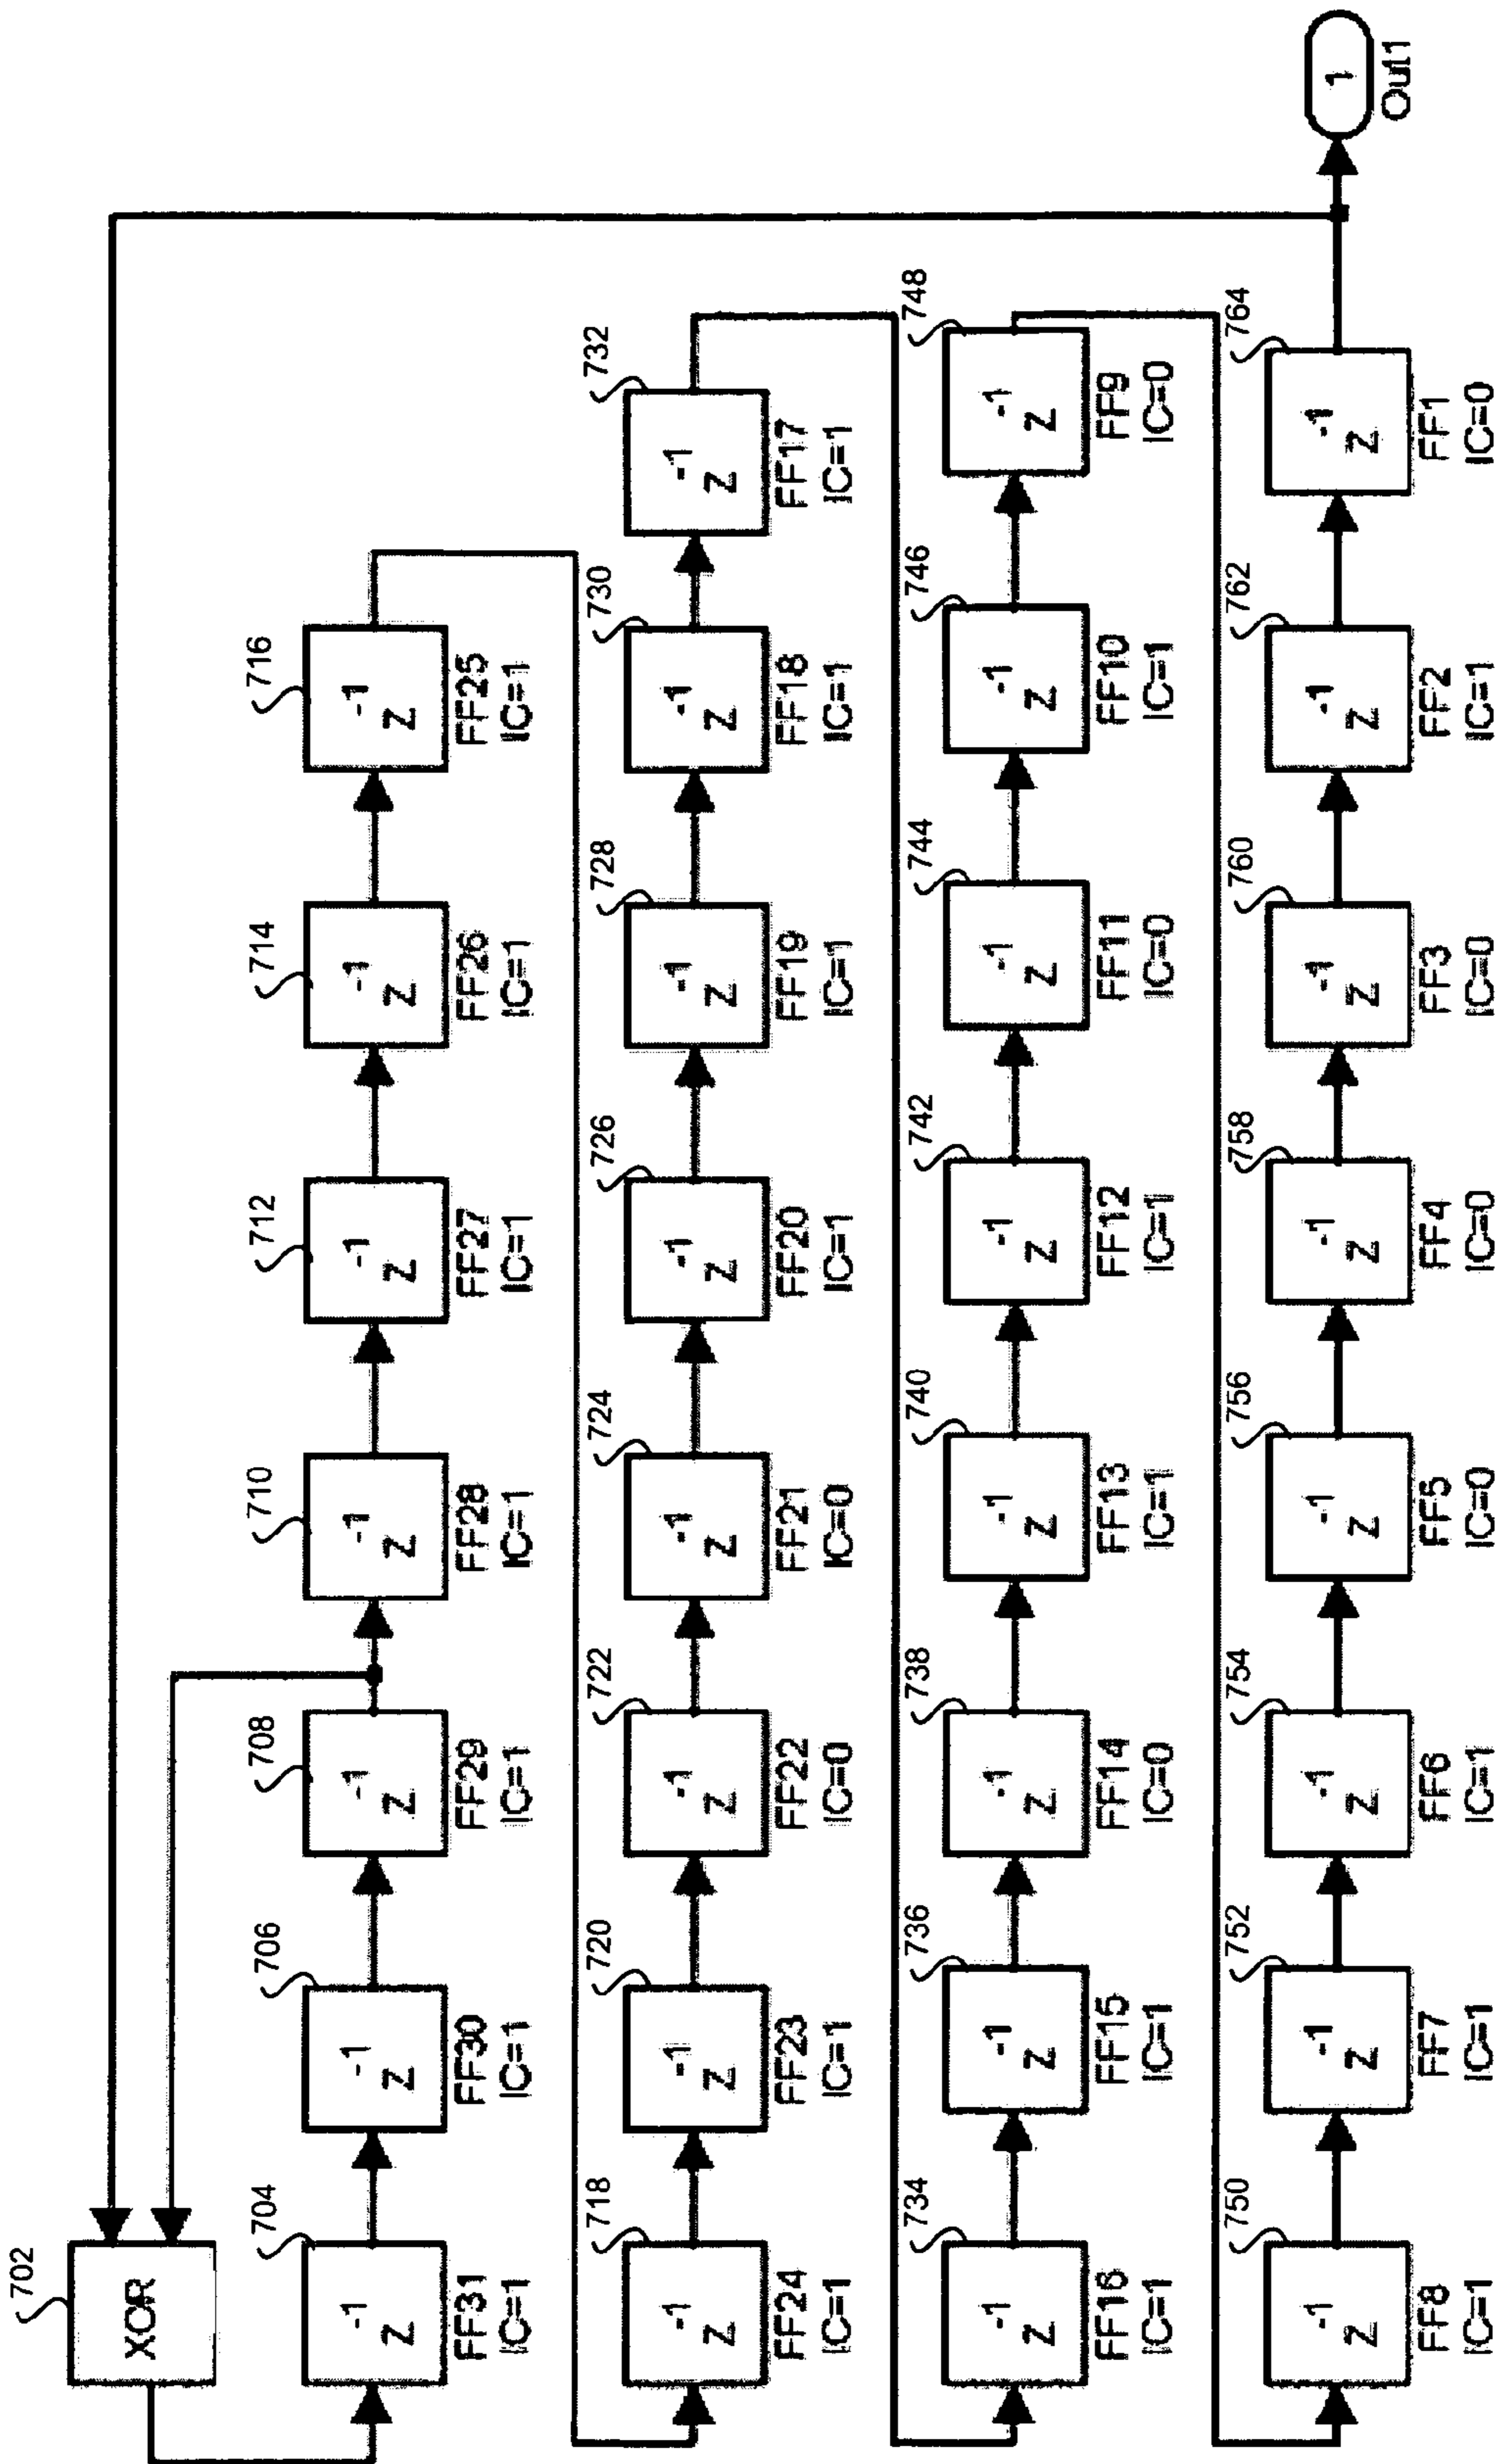 702
XOR
704 706 708 710 712 714 716
z⁻¹ z⁻¹ z⁻¹ z⁻¹ z⁻¹ z⁻¹ z⁻¹
FF31 FF30 FF29 FF28 FF27 FF26 FF25
IC=1 IC=1 IC=1 IC=1 IC=1 IC=1 IC=1
718 720 722 724 726 728 730 732
z⁻¹ z⁻¹ z⁻¹ z⁻¹ z⁻¹ z⁻¹ z⁻¹ z⁻¹
FF24 FF23 FF22 FF21 FF20 FF19 FF18 FF17
IC=1 IC=1 IC=0 IC=0 IC=1 IC=1 IC=1 IC=1
734 736 738 740 742 744 746 748
z⁻¹ z⁻¹ z⁻¹ z⁻¹ z⁻¹ z⁻¹ z⁻¹ z⁻¹
FF16 FF15 FF14 FF13 FF12 FF11 FF10 FF9
IC=1 IC=1 IC=0 IC=1 IC=1 IC=0 IC=1 IC=0
750 752 754 756 758 760 762 764
z⁻¹ z⁻¹ z⁻¹ z⁻¹ z⁻¹ z⁻¹ z⁻¹ z⁻¹ 1
FF8 FF7 FF6 FF5 FF4 FF3 FF2 FF1 Out1
IC=1 IC=1 IC=1 IC=0 IC=0 IC=0 IC=1 IC=0